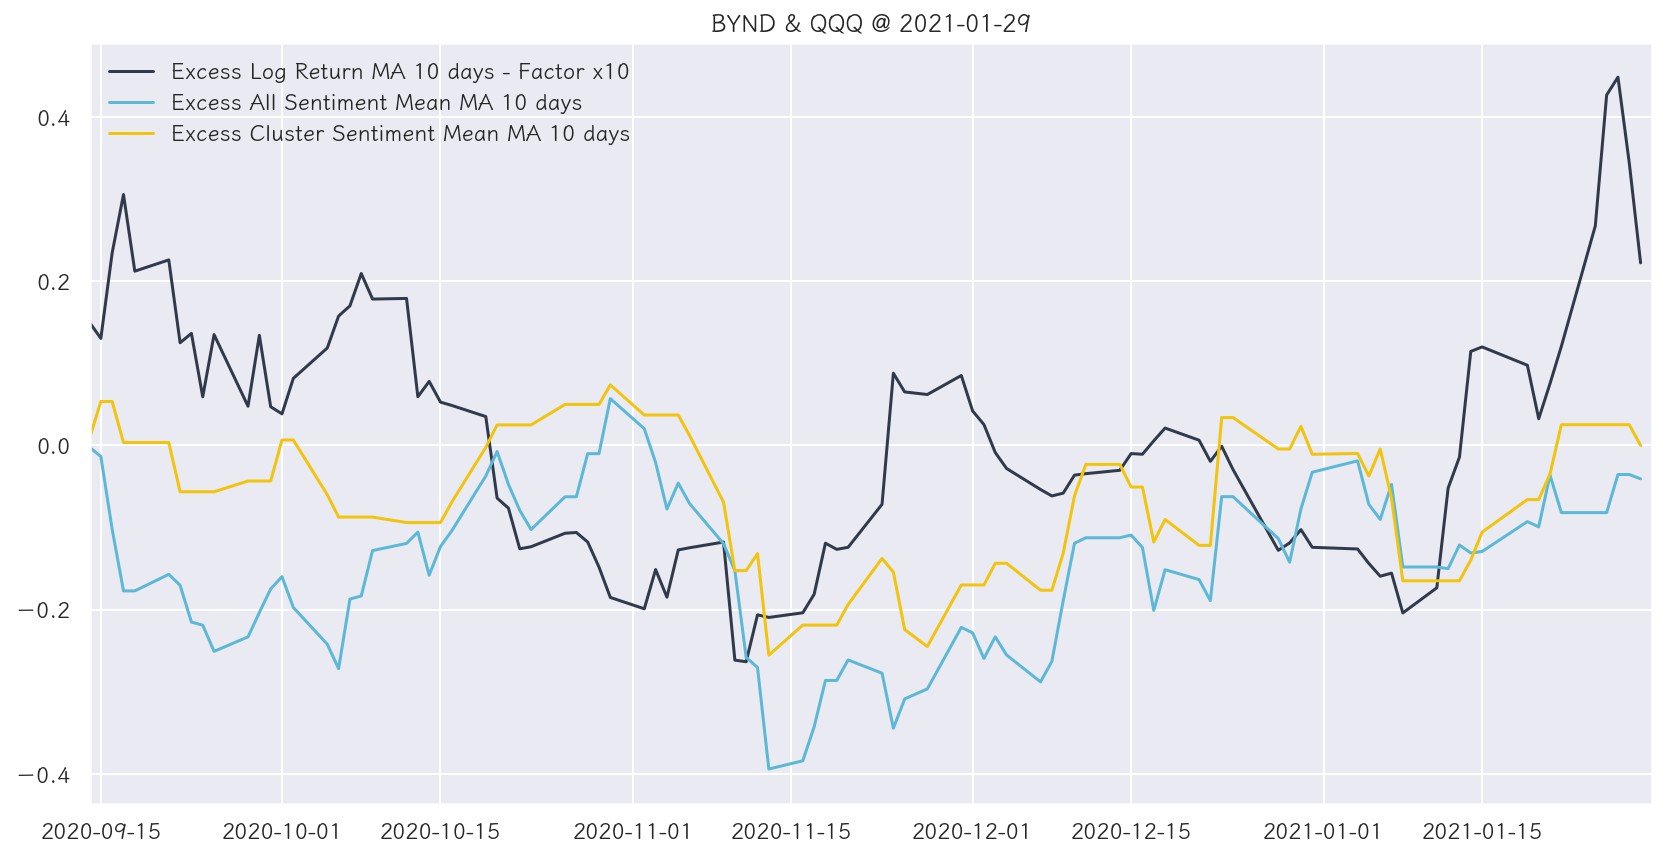 BYND & QQQ @ 2021-01-29
Excess Log Return MA 10 days - Factor x10
Excess All Sentiment Mean MA 10 days
Excess Cluster Sentiment Mean MA 10 days
0.4
0.2
0.0
−0.2
−0.4
2020-09-15 2020-10-01 2020-10-15 2020-11-01 2020-11-15 2020-12-01 2020-12-15 2021-01-01 2021-01-15